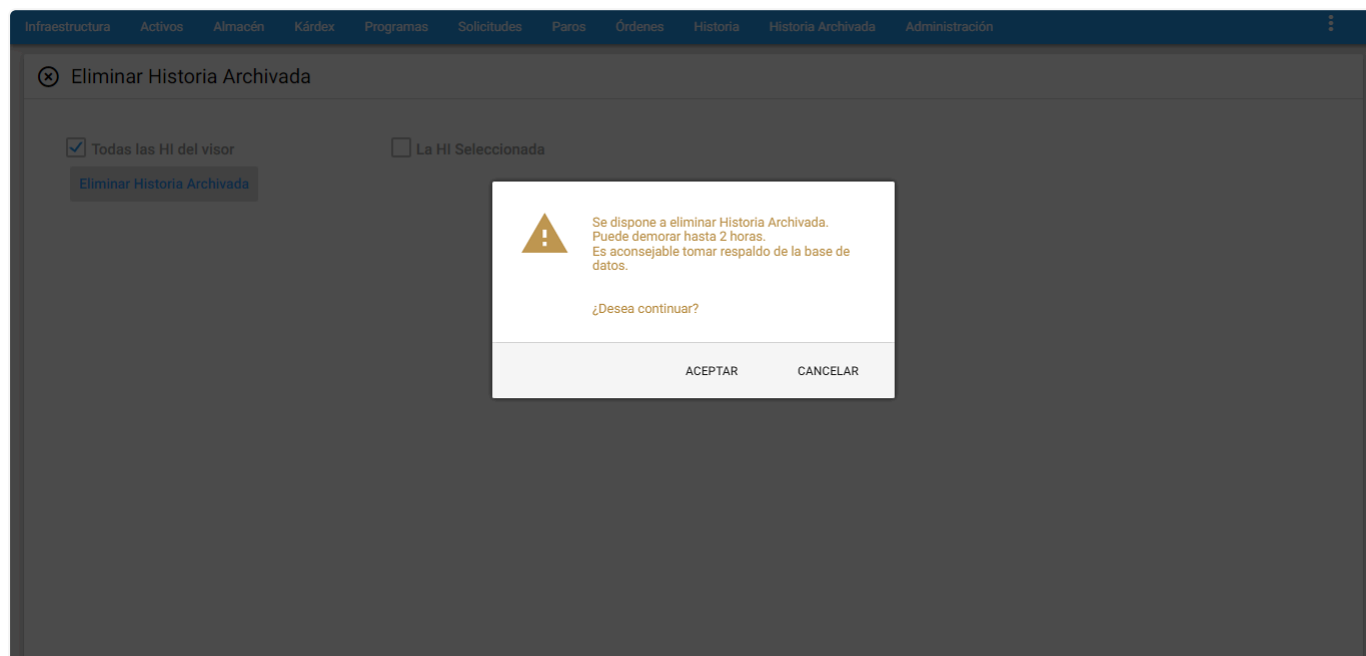 Infraestructura Activos Almacén Kárdex Programas Solicitudes Paros Órdenes Historia Historia Archivada Administración
Eliminar Historia Archivada
Todas las HI del visor La HI Seleccionada
Eliminar Historia Archivada
Se dispone a eliminar Historia Archivada.
Puede demorar hasta 2 horas.
Es aconsejable tomar respaldo de la base de
datos.
¿Desea continuar?
ACEPTAR CANCELAR